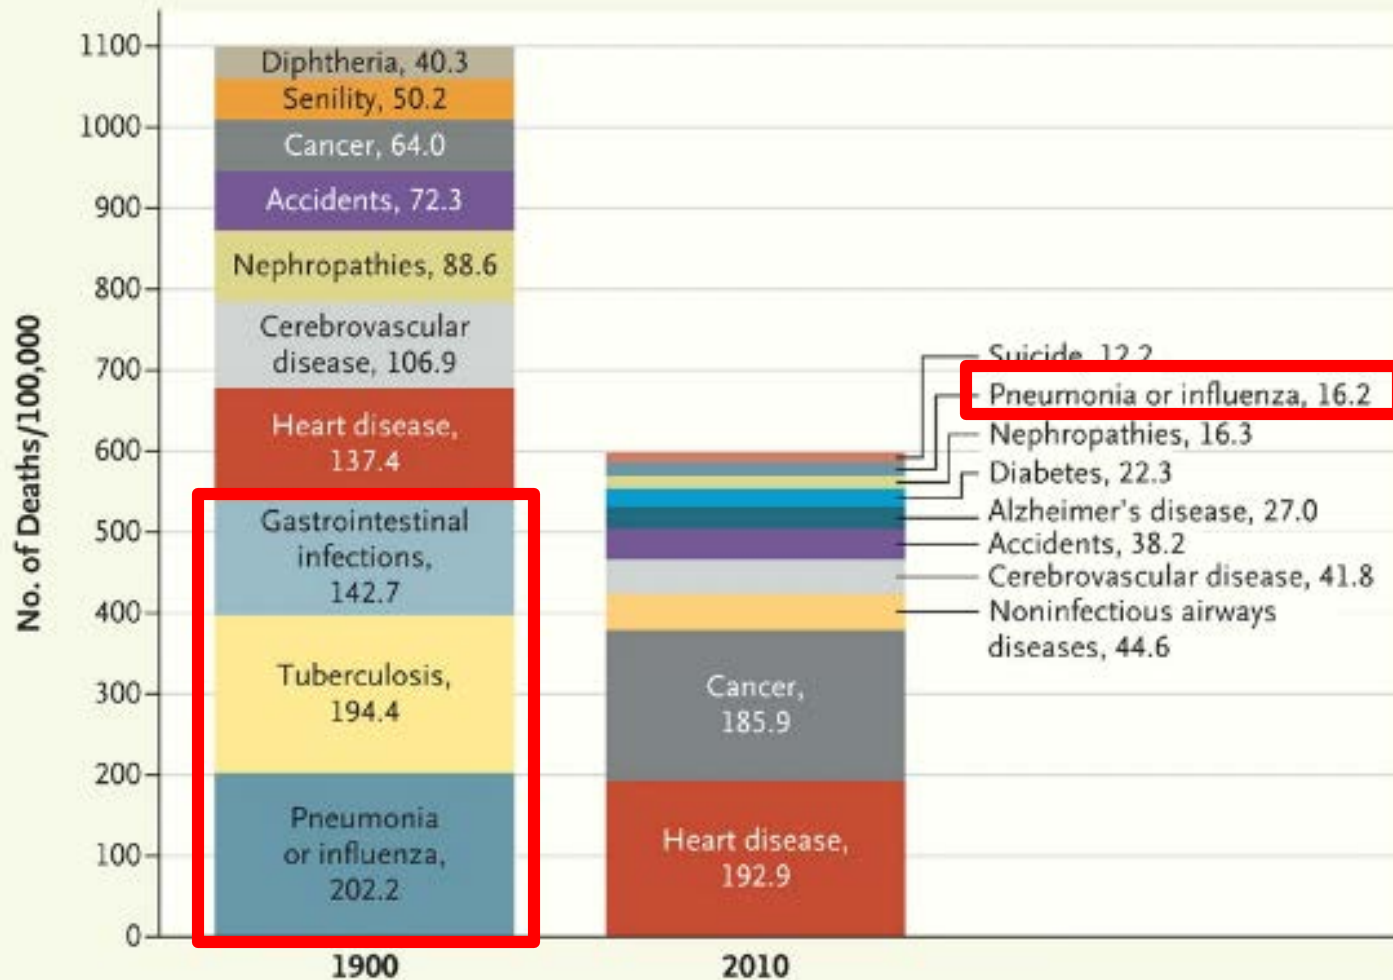 No. of Deaths/100,000
1100
1000
900
800
700
600
500
400
300
200
100
0
Diphtheria, 40.3
Senility, 50.2
Cancer, 64.0
Accidents, 72.3
Nephropathies, 88.6
Cerebrovascular
disease, 106.9
Heart disease,
137.4
Gastrointestinal
infections,
142.7
Tuberculosis,
194.4
Pneumonia
or influenza,
202.2
1900
Suicide, 12.2
Pneumonia or influenza, 16.2
Nephropathies, 16.3
Diabetes, 22.3
Alzheimer's disease, 27.0
Accidents, 38.2
Cerebrovascular disease, 41.8
Noninfectious airways
diseases, 44.6
Cancer,
185.9
Heart disease,
192.9
2010